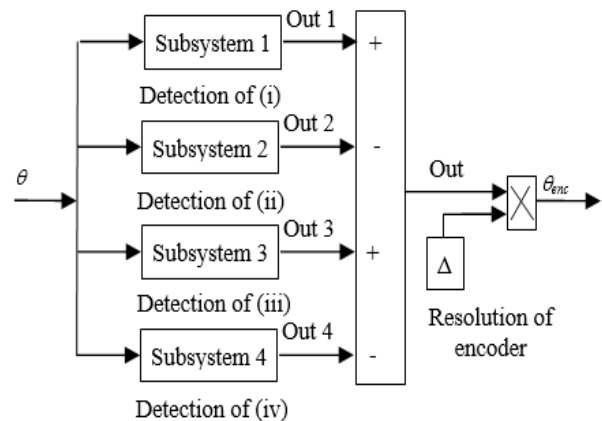 Out 1
Subsystem 1
+
Detection of (i)
Out 2
Subsystem 2
-
Detection of (ii)
Out
θ
θenc
Out 3
Subsystem 3
+
Δ
Detection of (iii)
Resolution of
encoder
Out 4
Subsystem 4
-
Detection of (iv)